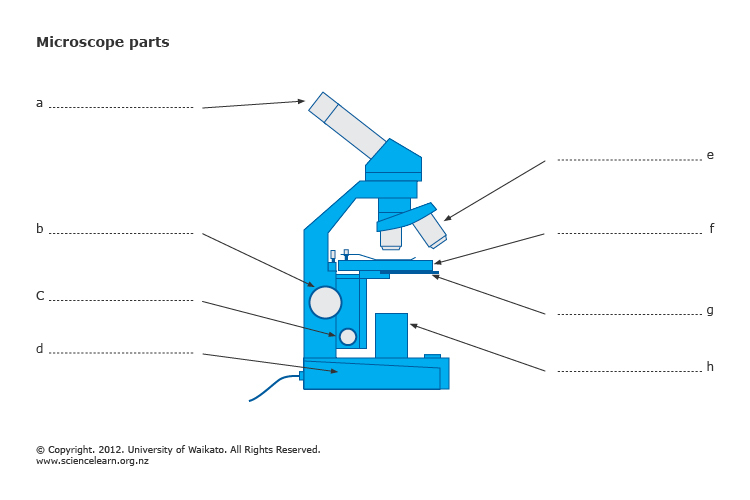 Microscope parts
a
e
b
f
C
g
d
h
© Copyright. 2012. University of Waikato. All Rights Reserved.
www.sciencelearn.org.nz